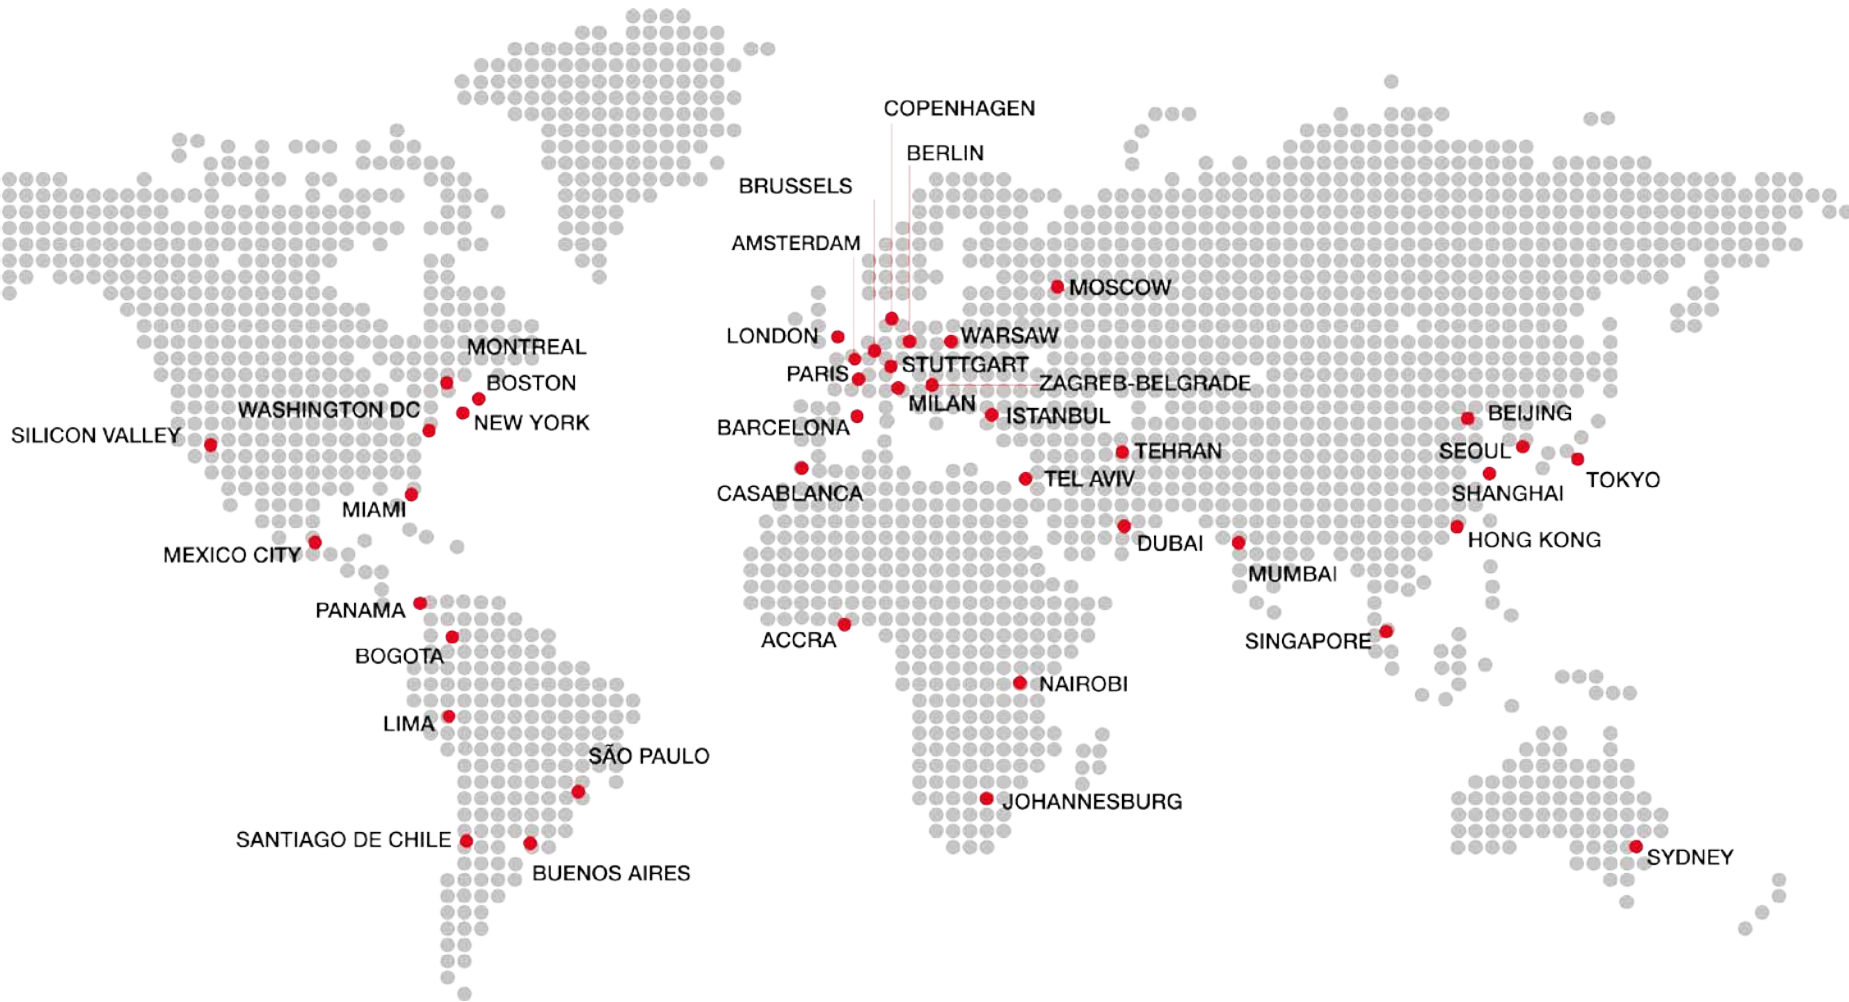 COPENHAGEN
BERLIN
BRUSSELS
AMSTERDAM
MOSCOW
LONDON
WARSAW
MONTREAL
STUTTGART
PARIS
BOSTON
ZAGREB-BELGRADE
MILAN
WASHINGTON DC
BEIJING
ISTANBUL
NEW YORK
BARCELONA
SILICON VALLEY
TEHRAN
SEOUL
TEL AVIV
TOKYO
CASABLANCA
SHANGHAI
MIAMI
HONG KONG
DUBAI
MEXICO CITY
MUMBAI
PANAMA
ACCRA
SINGAPORE
BOGOTA
NAIROBI
LIMA
SÃO PAULO
JOHANNESBURG
SANTIAGO DE CHILE
SYDNEY
BUENOS AIRES